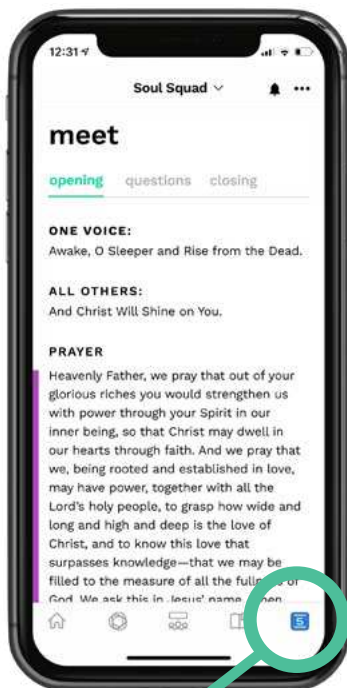 12:31
Soul Squad
meet
opening questions closing
ONE VOICE:
Awake, O Sleeper and Rise from the Dead.
ALL OTHERS:
And Christ Will Shine on You.
PRAYER
Heavenly Father, we pray that out of your
glorious riches you would strengthen us
with power through your Spirit in our
inner being, so that Christ may dwell in
our hearts through faith. And we pray that
we, being rooted and established in love,
may have power, together with all the
Lord's holy people, to grasp how wide and
long and high and deep is the love of
Christ, and to know this love that
surpasses knowledge—that we may be
filled to the measure of all the fullness of
God. We ask this in Jesus' name. Amen.
S